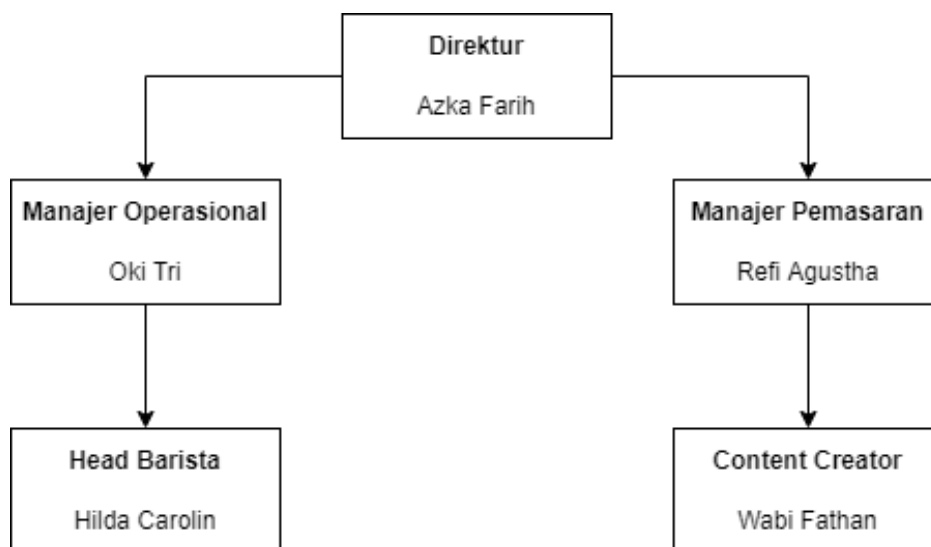 Direktur
Azka Farih
Manajer Operasional
Oki Tri
Manajer Pemasaran
Refi Agustha
Head Barista
Hilda Carolin
Content Creator
Wabi Fathan